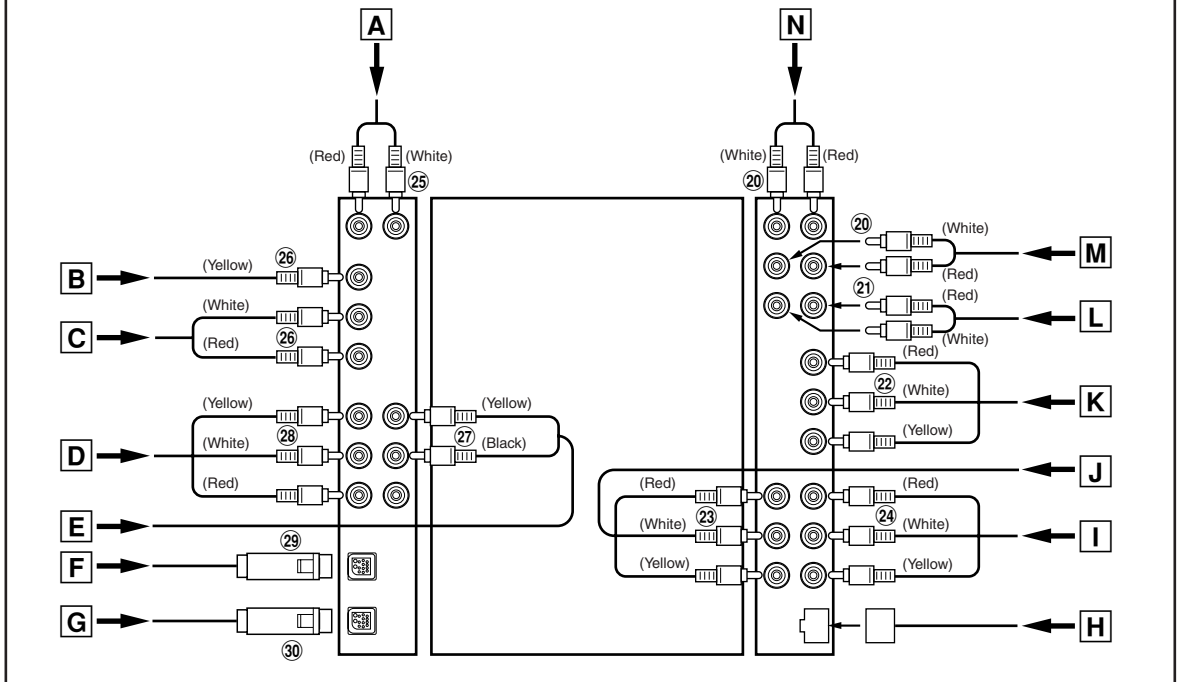 A
N
(Red)
(White)
㉕
(White)
(Red)
⑳
⑳
(White)
M
(Red)
B
(Yellow)
㉖
㉑
(Red)
L
(White)
C
(White)
(Red)
㉖
(Red)
㉒
(White)
K
(Yellow)
D
(Yellow)
(White)
㉘
(Red)
(Yellow)
㉗
(Black)
J
(Red)
(White)
㉓
(Yellow)
(Red)
㉔
(White)
I
(Yellow)
E
F
㉙
G
㉚
H